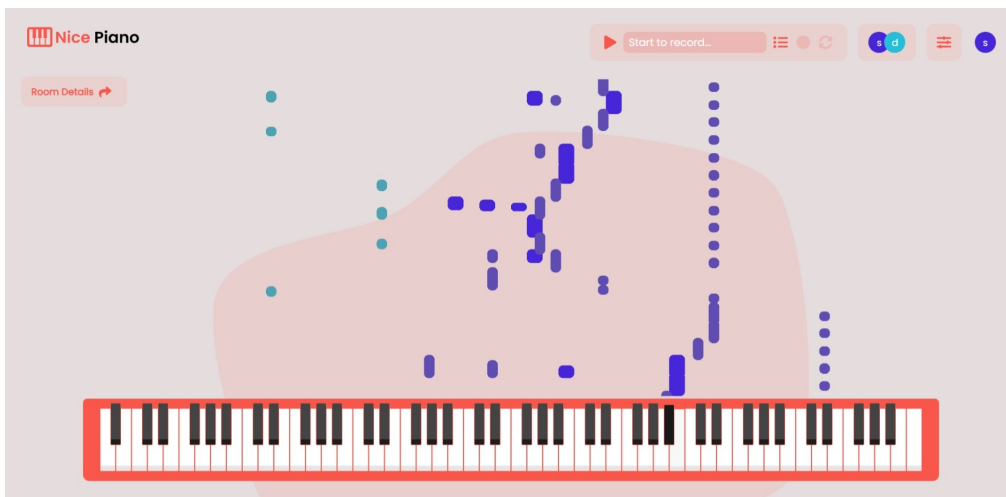 Nice Piano
Start to record...
s d
s
Room Details